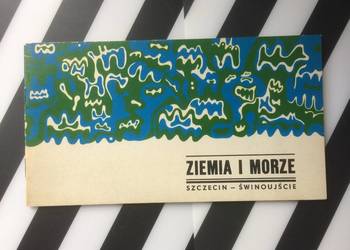 ZIEMIA I MORZE
SZCZECIN – ŚWINOUJŚCIE